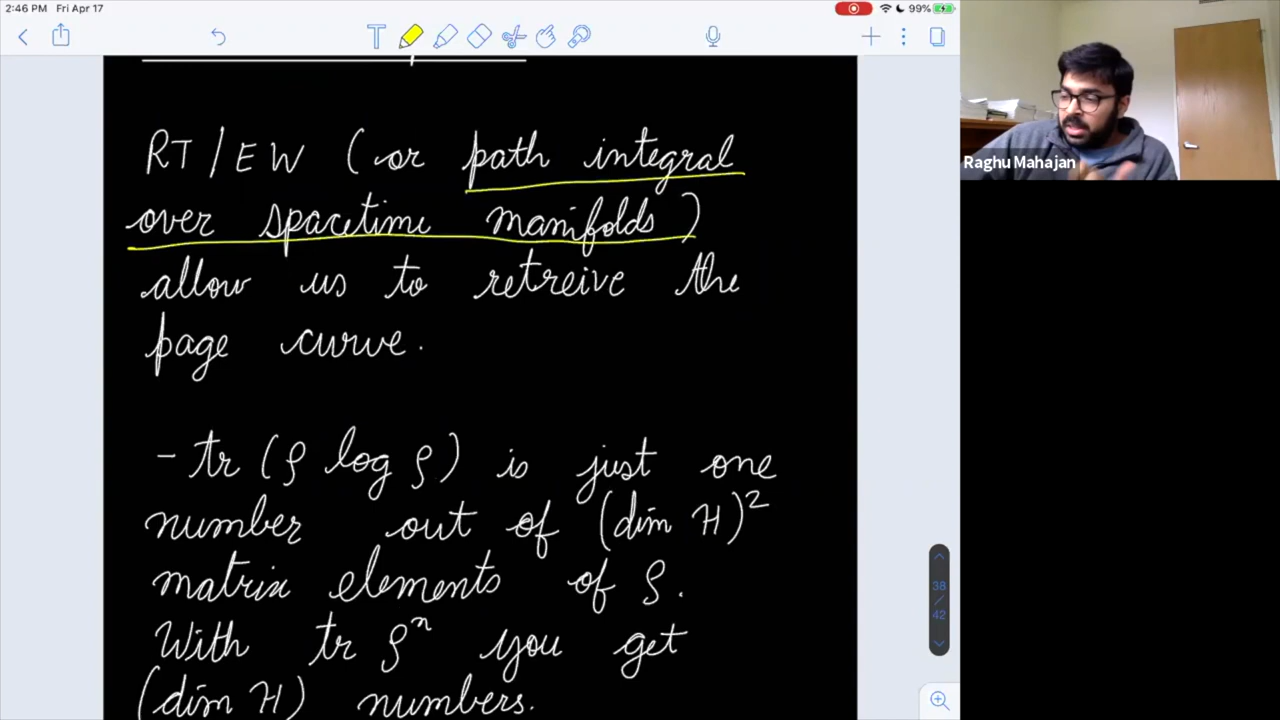 2:46 PM Fri Apr 17
99%
RT/EW (or path integral
over spacetime manifolds)
allow us to retreive the
page curve.
- tr (ρ log ρ) is just one
number out of (dim H)²
matrix elements of ρ.
With tr ρⁿ you get
(dim H) numbers.
38
/
42
Raghu Mahajan